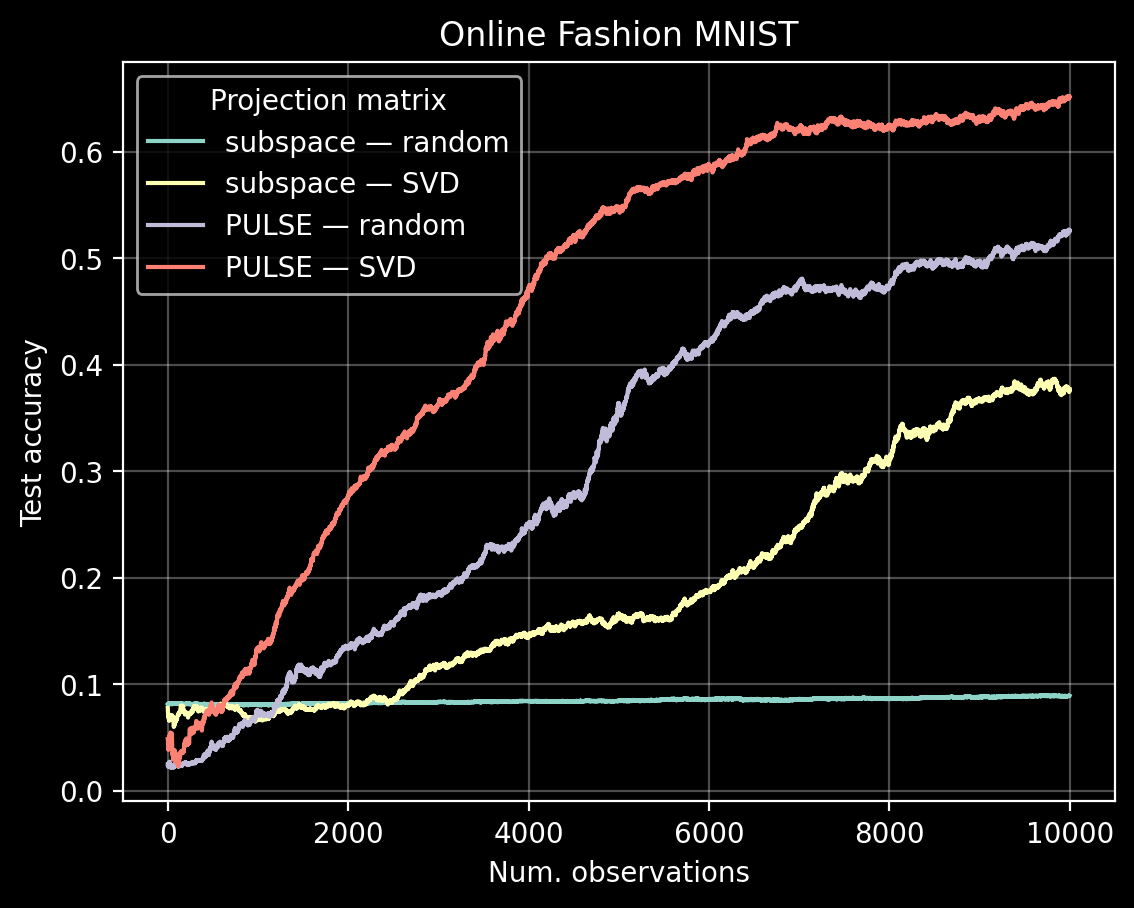 Online Fashion MNIST
Projection matrix
subspace — random
subspace — SVD
PULSE — random
PULSE — SVD
Test accuracy
0.6
0.5
0.4
0.3
0.2
0.1
0.0
0 2000 4000 6000 8000 10000
Num. observations